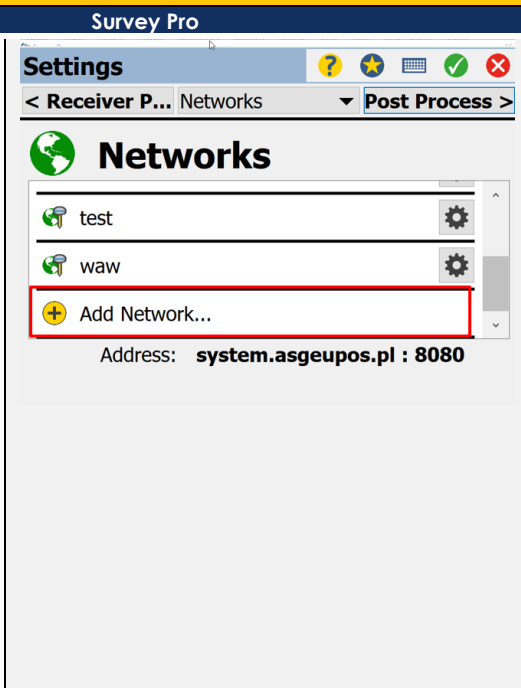 Survey Pro
Settings
< Receiver P... Networks Post Process >
Networks
test
waw
Add Network...
Address: system.asgeupos.pl : 8080